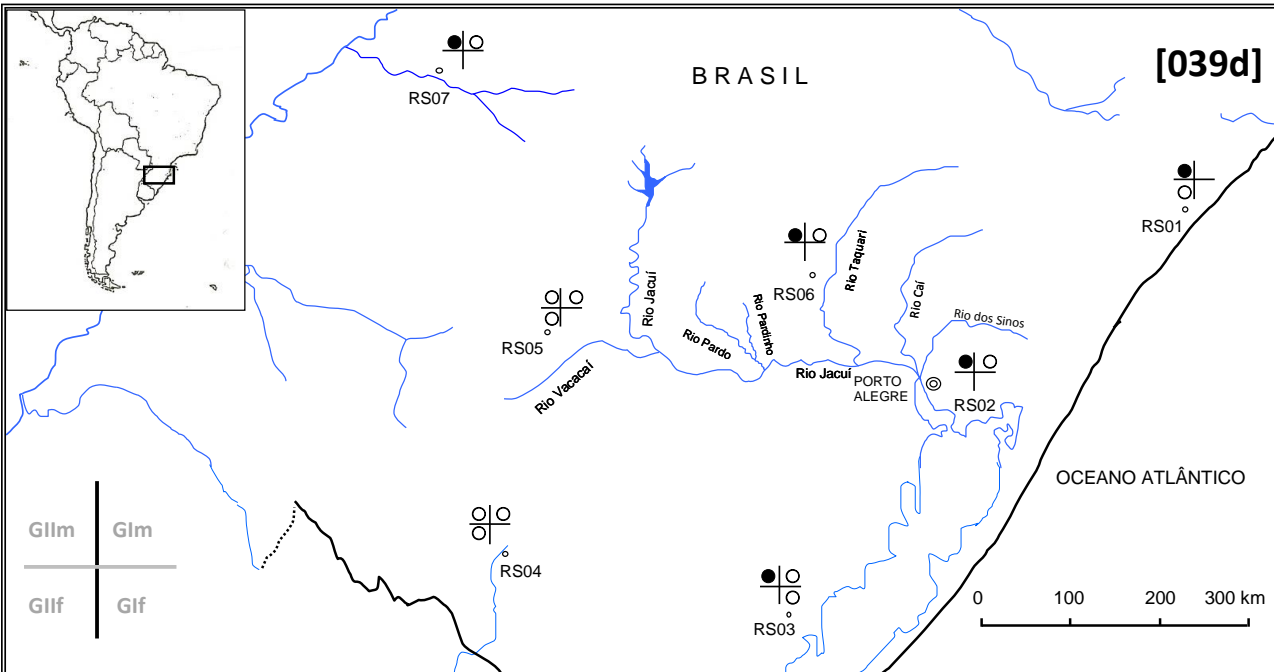 BRASIL
[039d]
RS07
RS01
RS06
Rio Taquari
Rio Caí
Rio Jacuí
Rio dos Sinos
RS05
Rio Pardo
Rio Pardinho
Rio Vacacaí
Rio Jacuí
PORTO
ALEGRE
RS02
OCEANO ATLÂNTICO
GIIm GIm
GIIf GIf
RS04
RS03
0 100 200 300 km